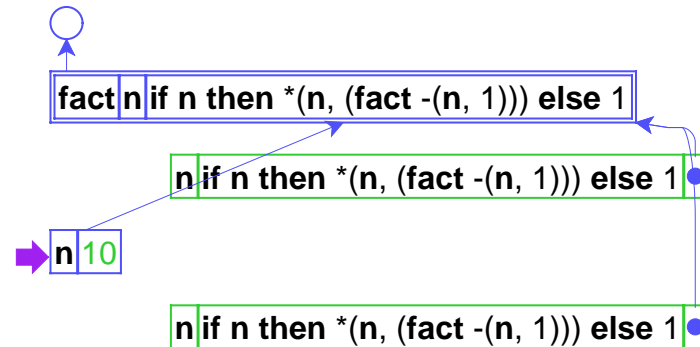 fact n if n then *(n, (fact -(n, 1))) else 1
n if n then *(n, (fact -(n, 1))) else 1
n 10
n if n then *(n, (fact -(n, 1))) else 1